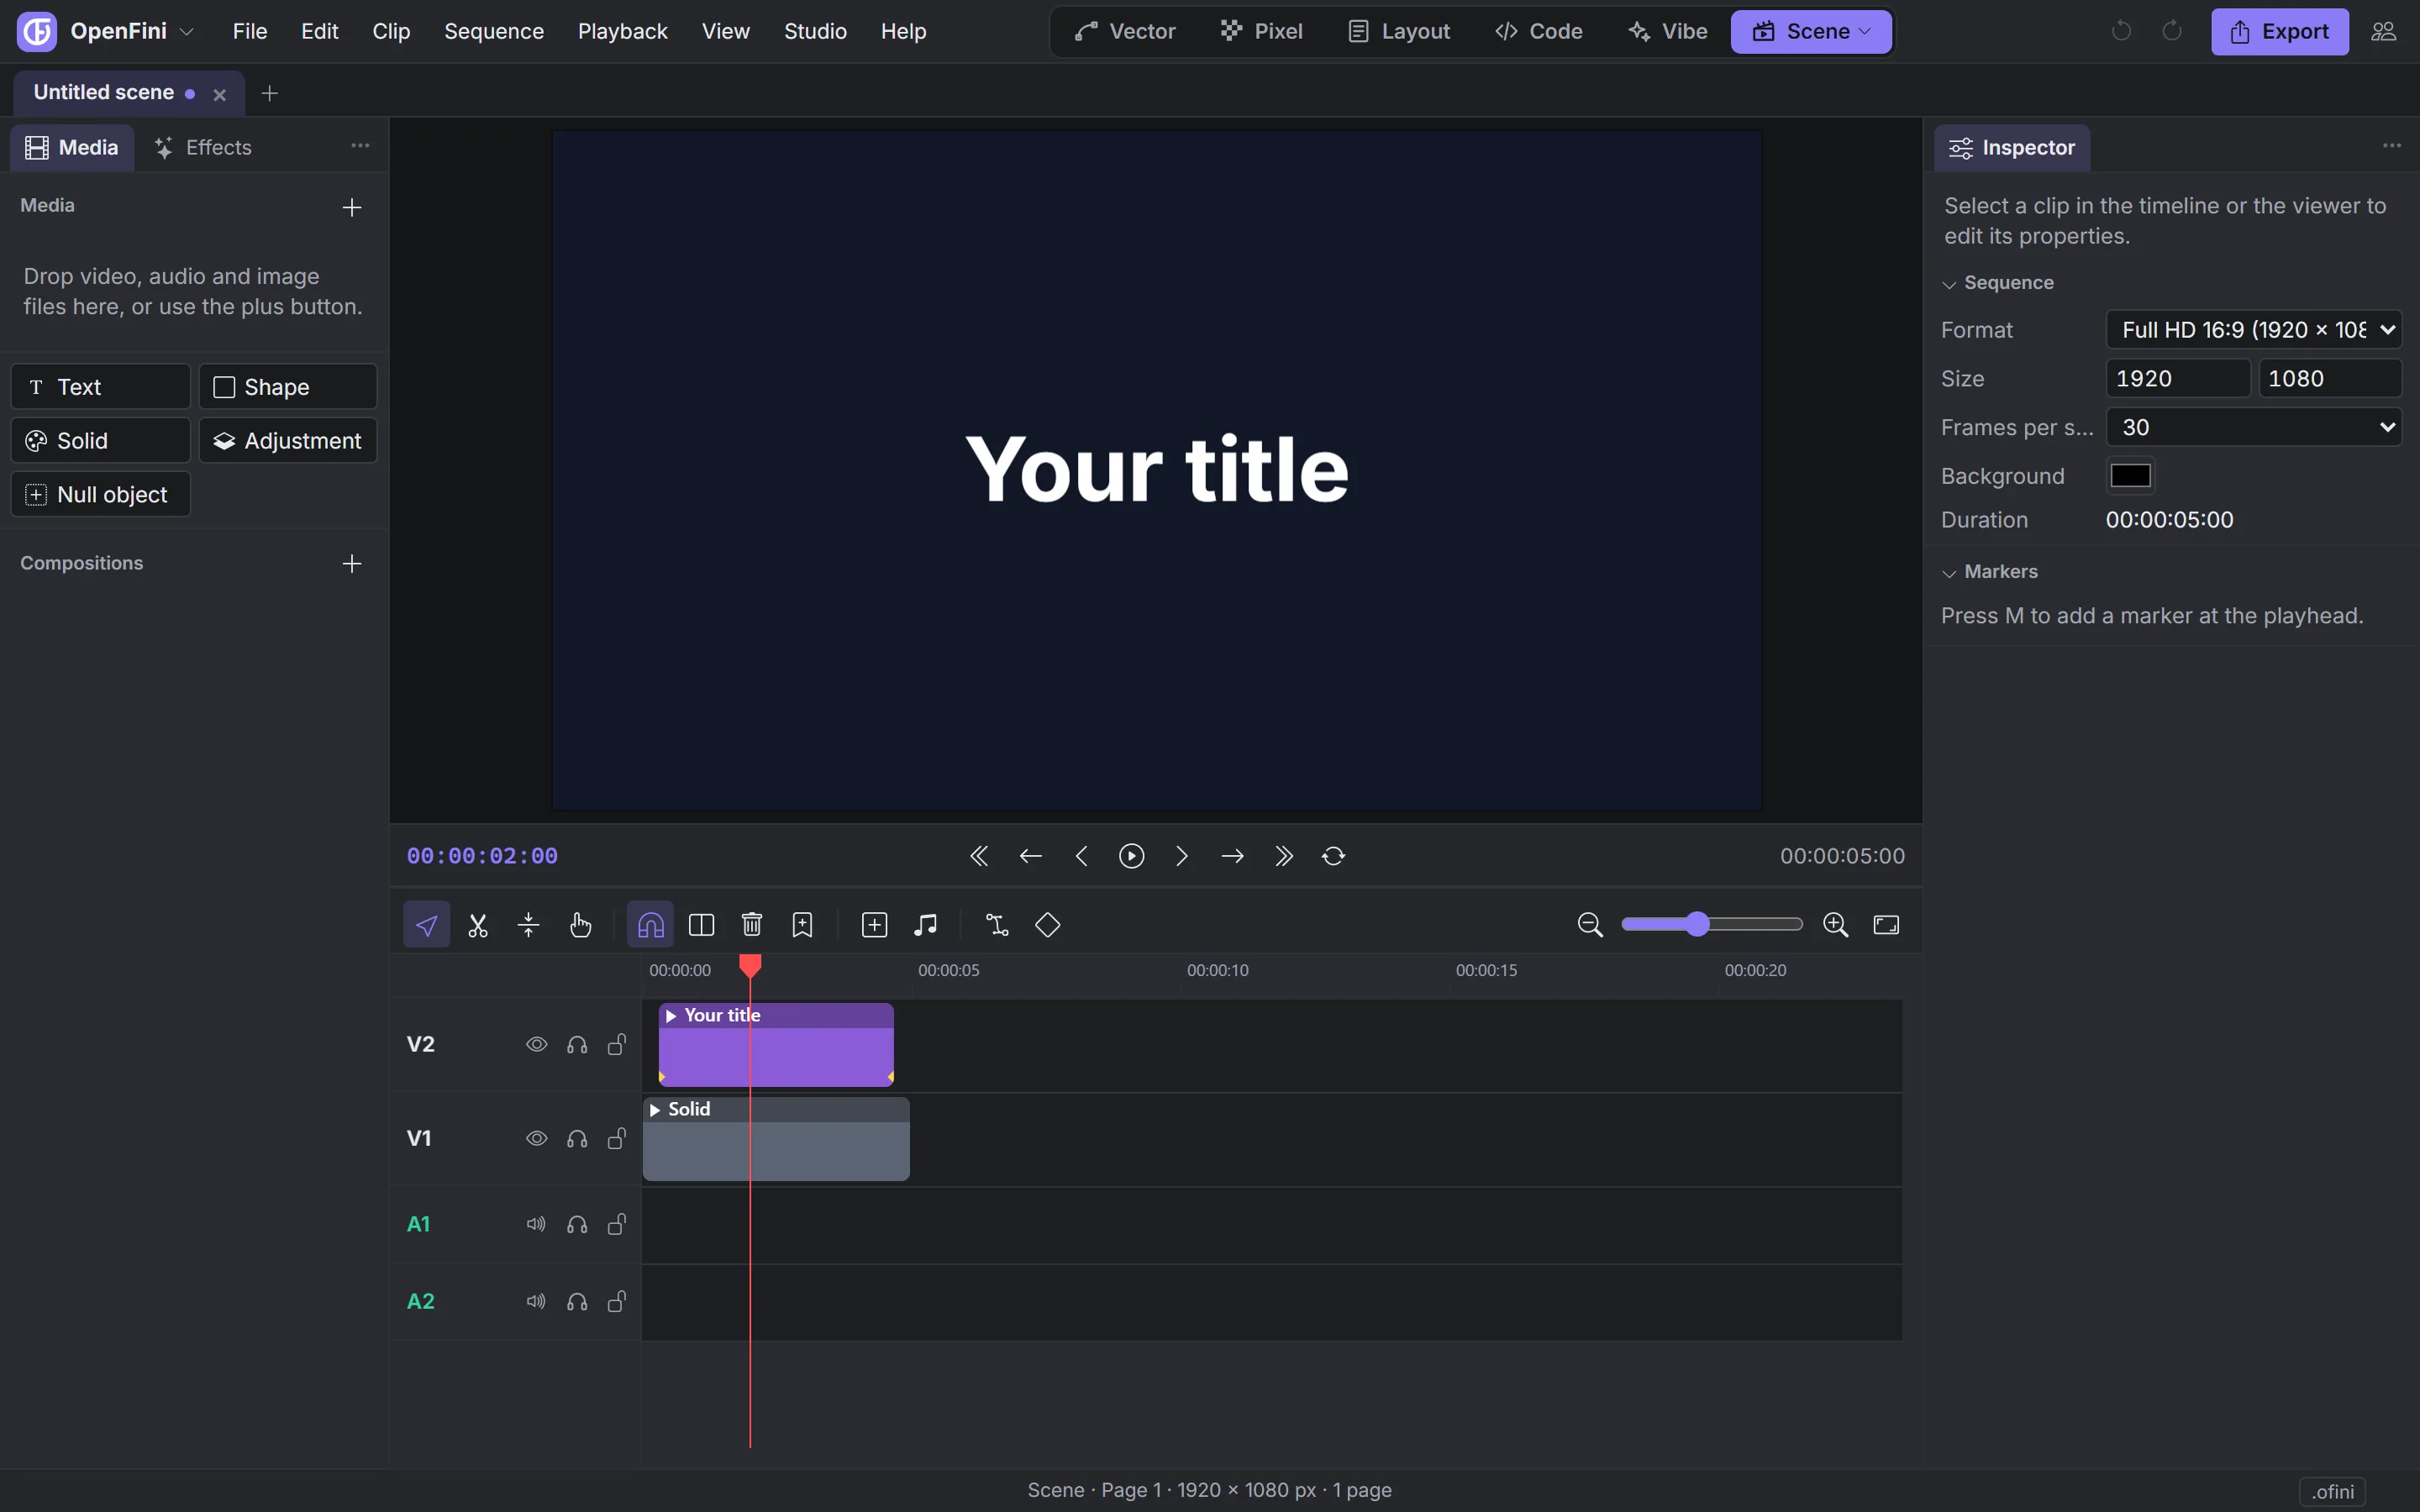 OpenFini File Edit Clip Sequence Playback View Studio Help Vector Pixel Layout Code Vibe Scene Export
Untitled scene
Media Effects
Media
Drop video, audio and image
files here, or use the plus button.
Text Shape
Solid Adjustment
Null object
Compositions
Your title
Inspector
Select a clip in the timeline or the viewer to
edit its properties.
Sequence
Format Full HD 16:9 (1920 × 108
Size 1920 1080
Frames per s... 30
Background
Duration 00:00:05:00
Markers
Press M to add a marker at the playhead.
00:00:02:00 00:00:05:00
00:00:00 00:00:05 00:00:10 00:00:15 00:00:20
V2 Your title
V1 Solid
A1
A2
Scene · Page 1 · 1920 × 1080 px · 1 page
.ofini